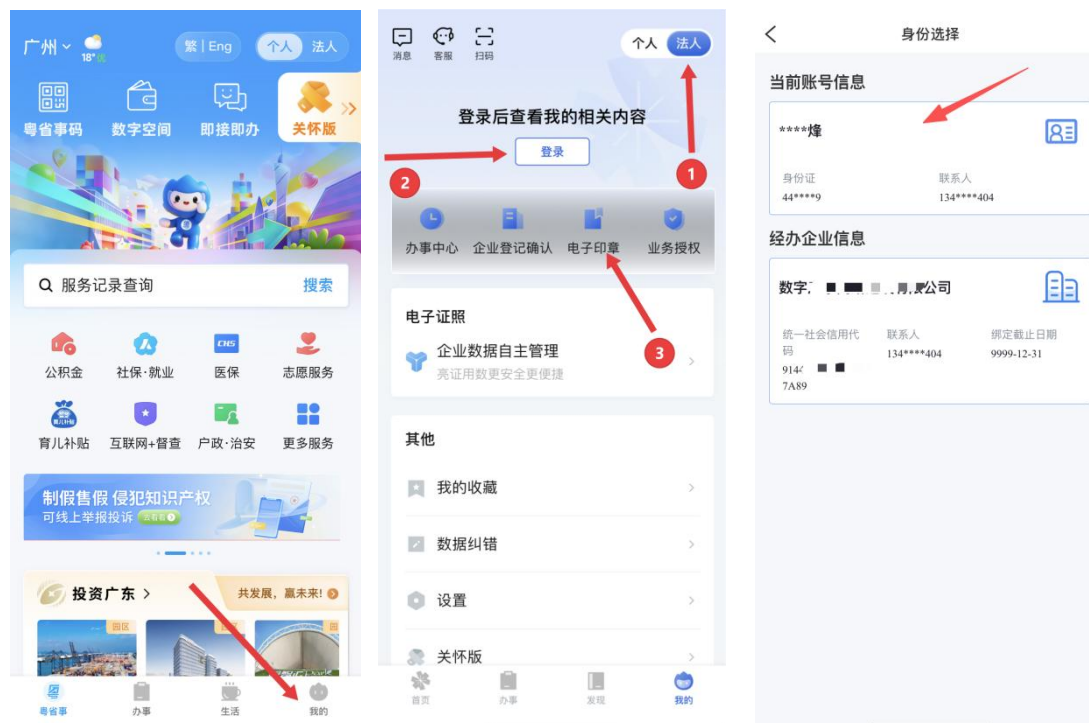 广州
18°优
繁 | Eng
个人 法人
粤省事码 数字空间 即接即办 关怀版
服务记录查询 搜索
公积金 社保·就业 医保 志愿服务
CHS
育儿补贴 互联网+督查 户政·治安 更多服务
制假售假 侵犯知识产权
可线上举报投诉 去看看
投资广东
共发展,赢未来!
园区
粤省事 办事 生活 我的
消息 客服 扫码
个人 法人
登录后查看我的相关内容
登录
1
2
办事中心 企业登记确认 电子印章 业务授权
电子证照
企业数据自主管理
亮证用数更安全更便捷
3
其他
我的收藏
数据纠错
设置
关怀版
首页 办事 发现 我的
身份选择
当前账号信息
****烽
身份证 联系人
44****9 134****404
经办企业信息
数字 公司
统一社会信用代码 联系人 绑定截止日期
134****404 9999-12-31
914
7A89